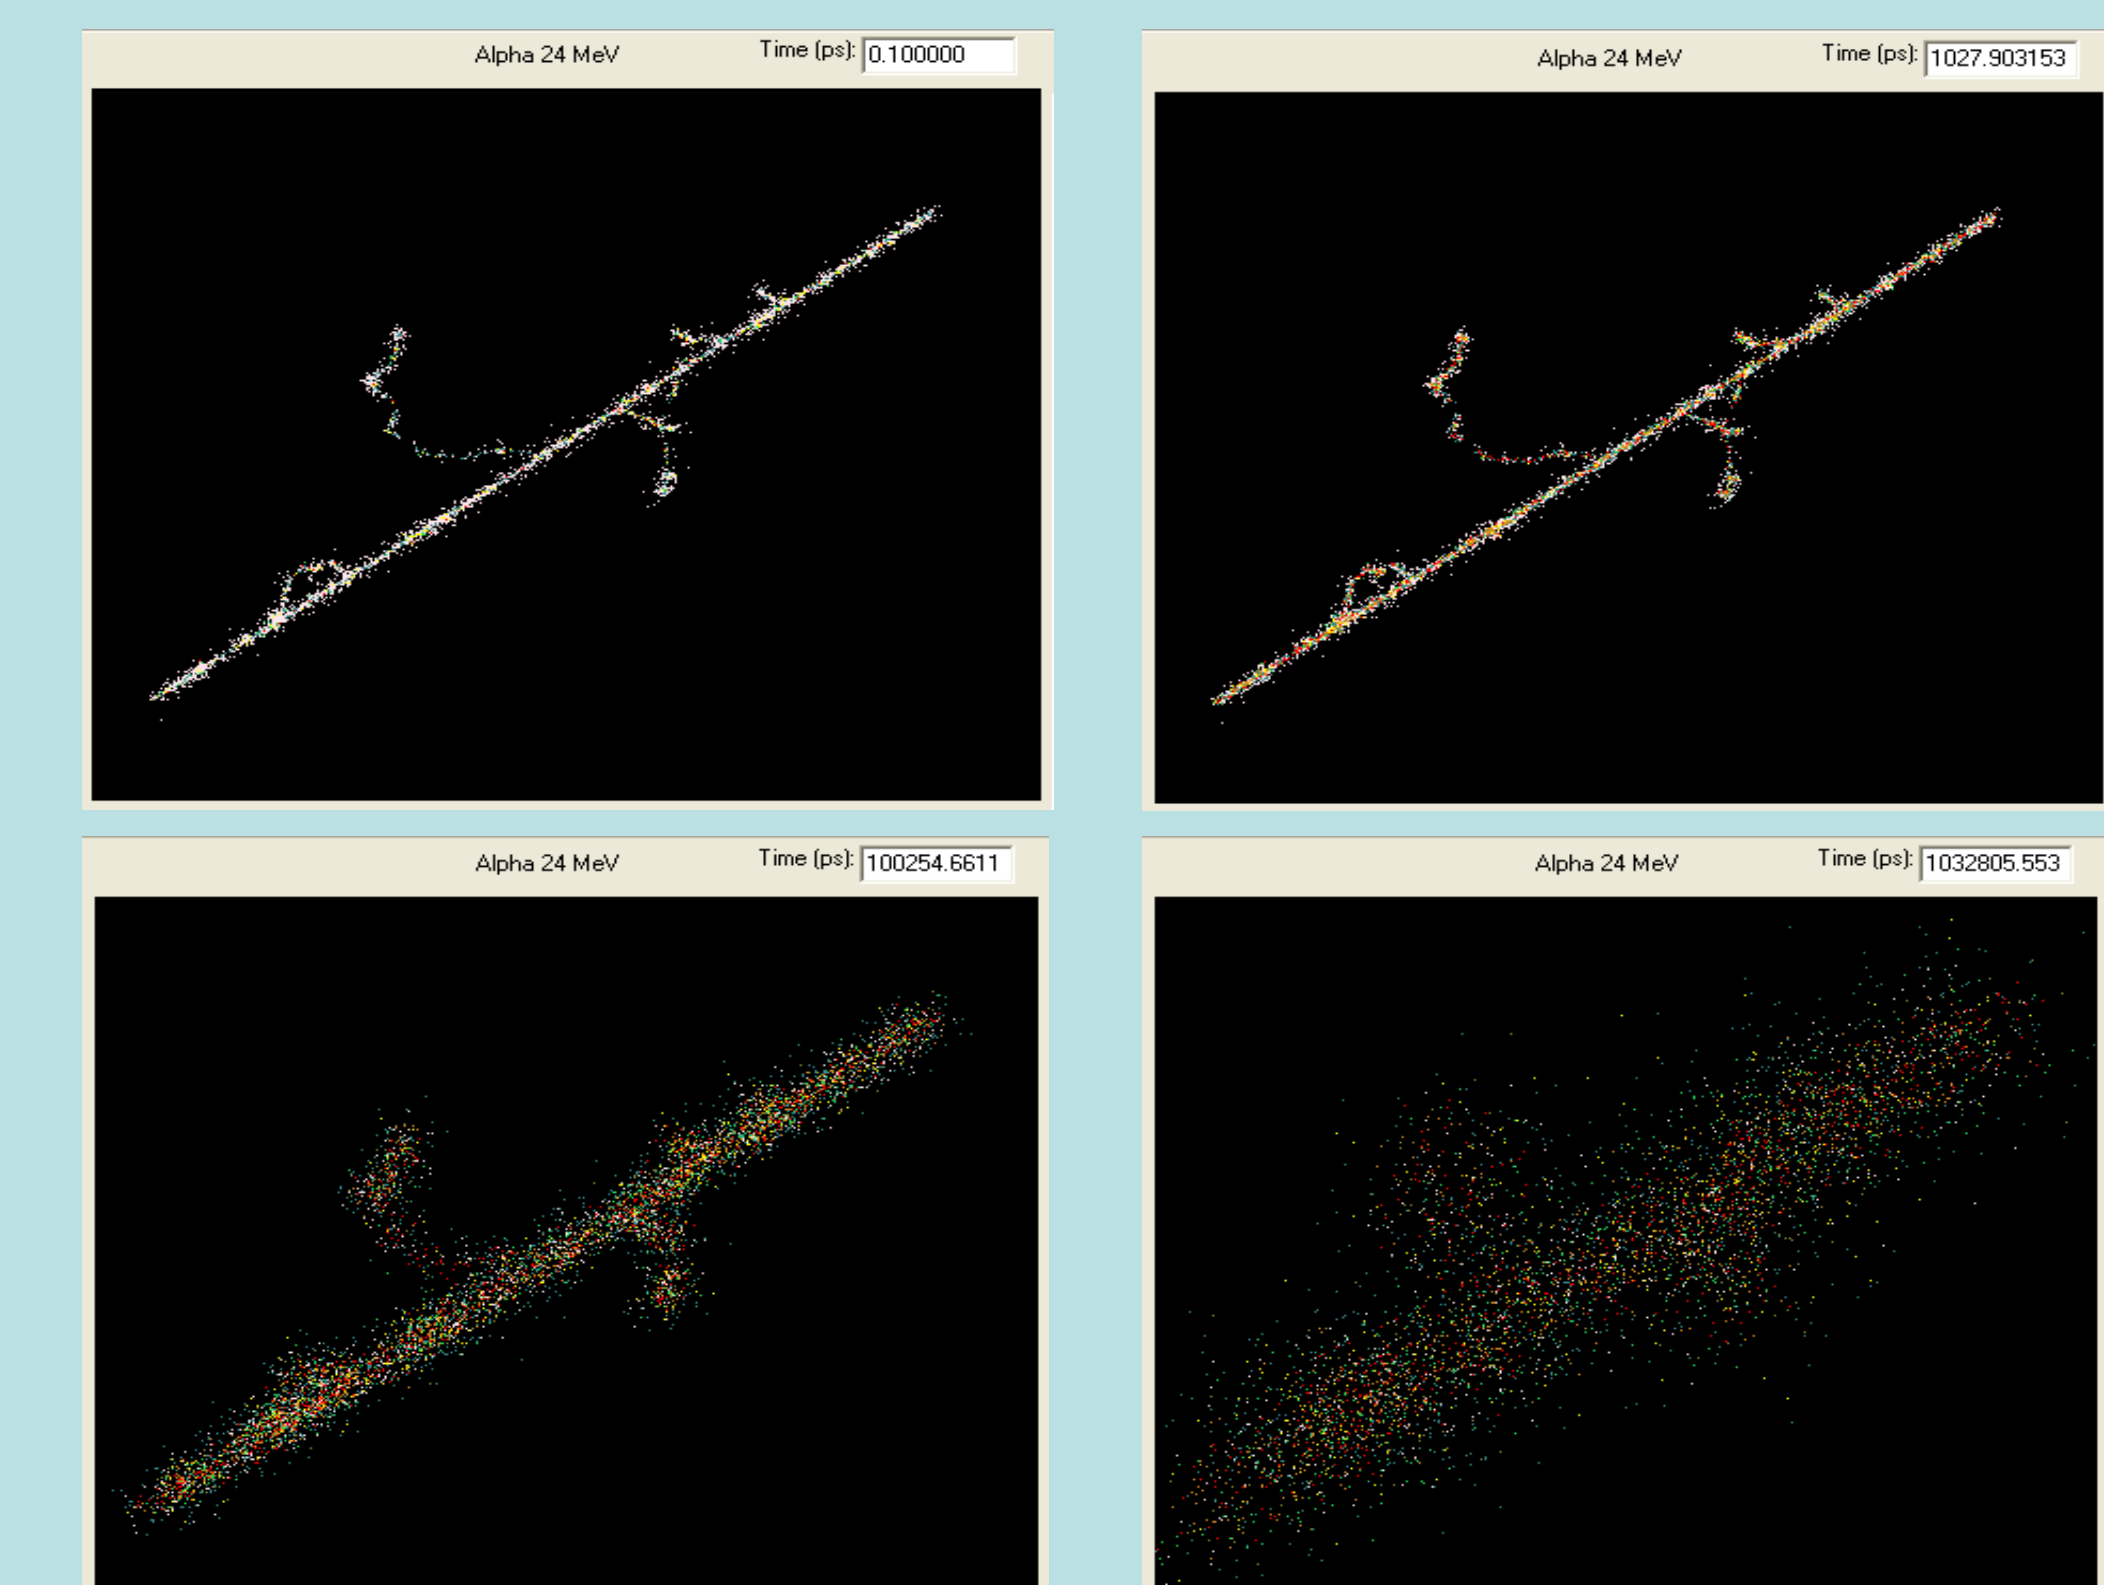 Alpha 24 MeV Time (ps): 0.100000
Alpha 24 MeV Time (ps): 1027.903153
Alpha 24 MeV Time (ps): 100254.6611
Alpha 24 MeV Time (ps): 1032805.553